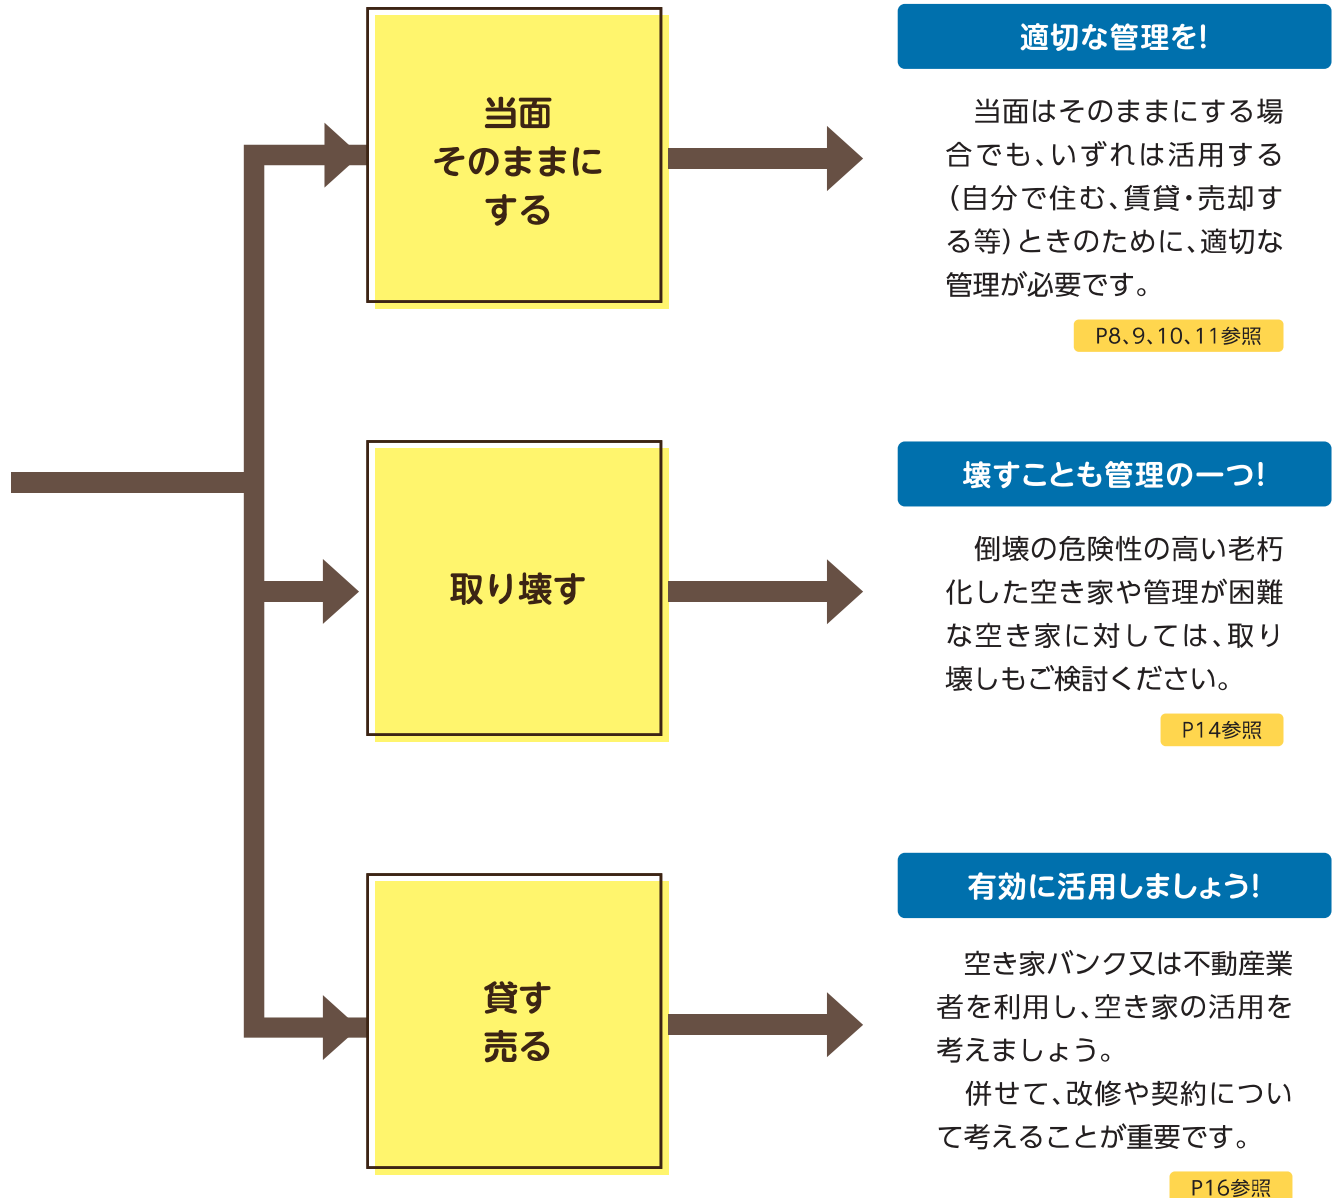 当面
そのままに
する
適切な管理を!
当面はそのままにする場
合でも、いずれは活用する
(自分で住む、賃貸・売却す
る等)ときのために、適切な
管理が必要です。
P8、9、10、11参照
取り壊す
壊すことも管理の一つ!
倒壊の危険性の高い老朽
化した空き家や管理が困難
な空き家に対しては、取り
壊しもご検討ください。
P14参照
貸す
売る
有効に活用しましょう!
空き家バンク又は不動産業
者を利用し、空き家の活用を
考えましょう。
併せて、改修や契約につい
て考えることが重要です。
P16参照